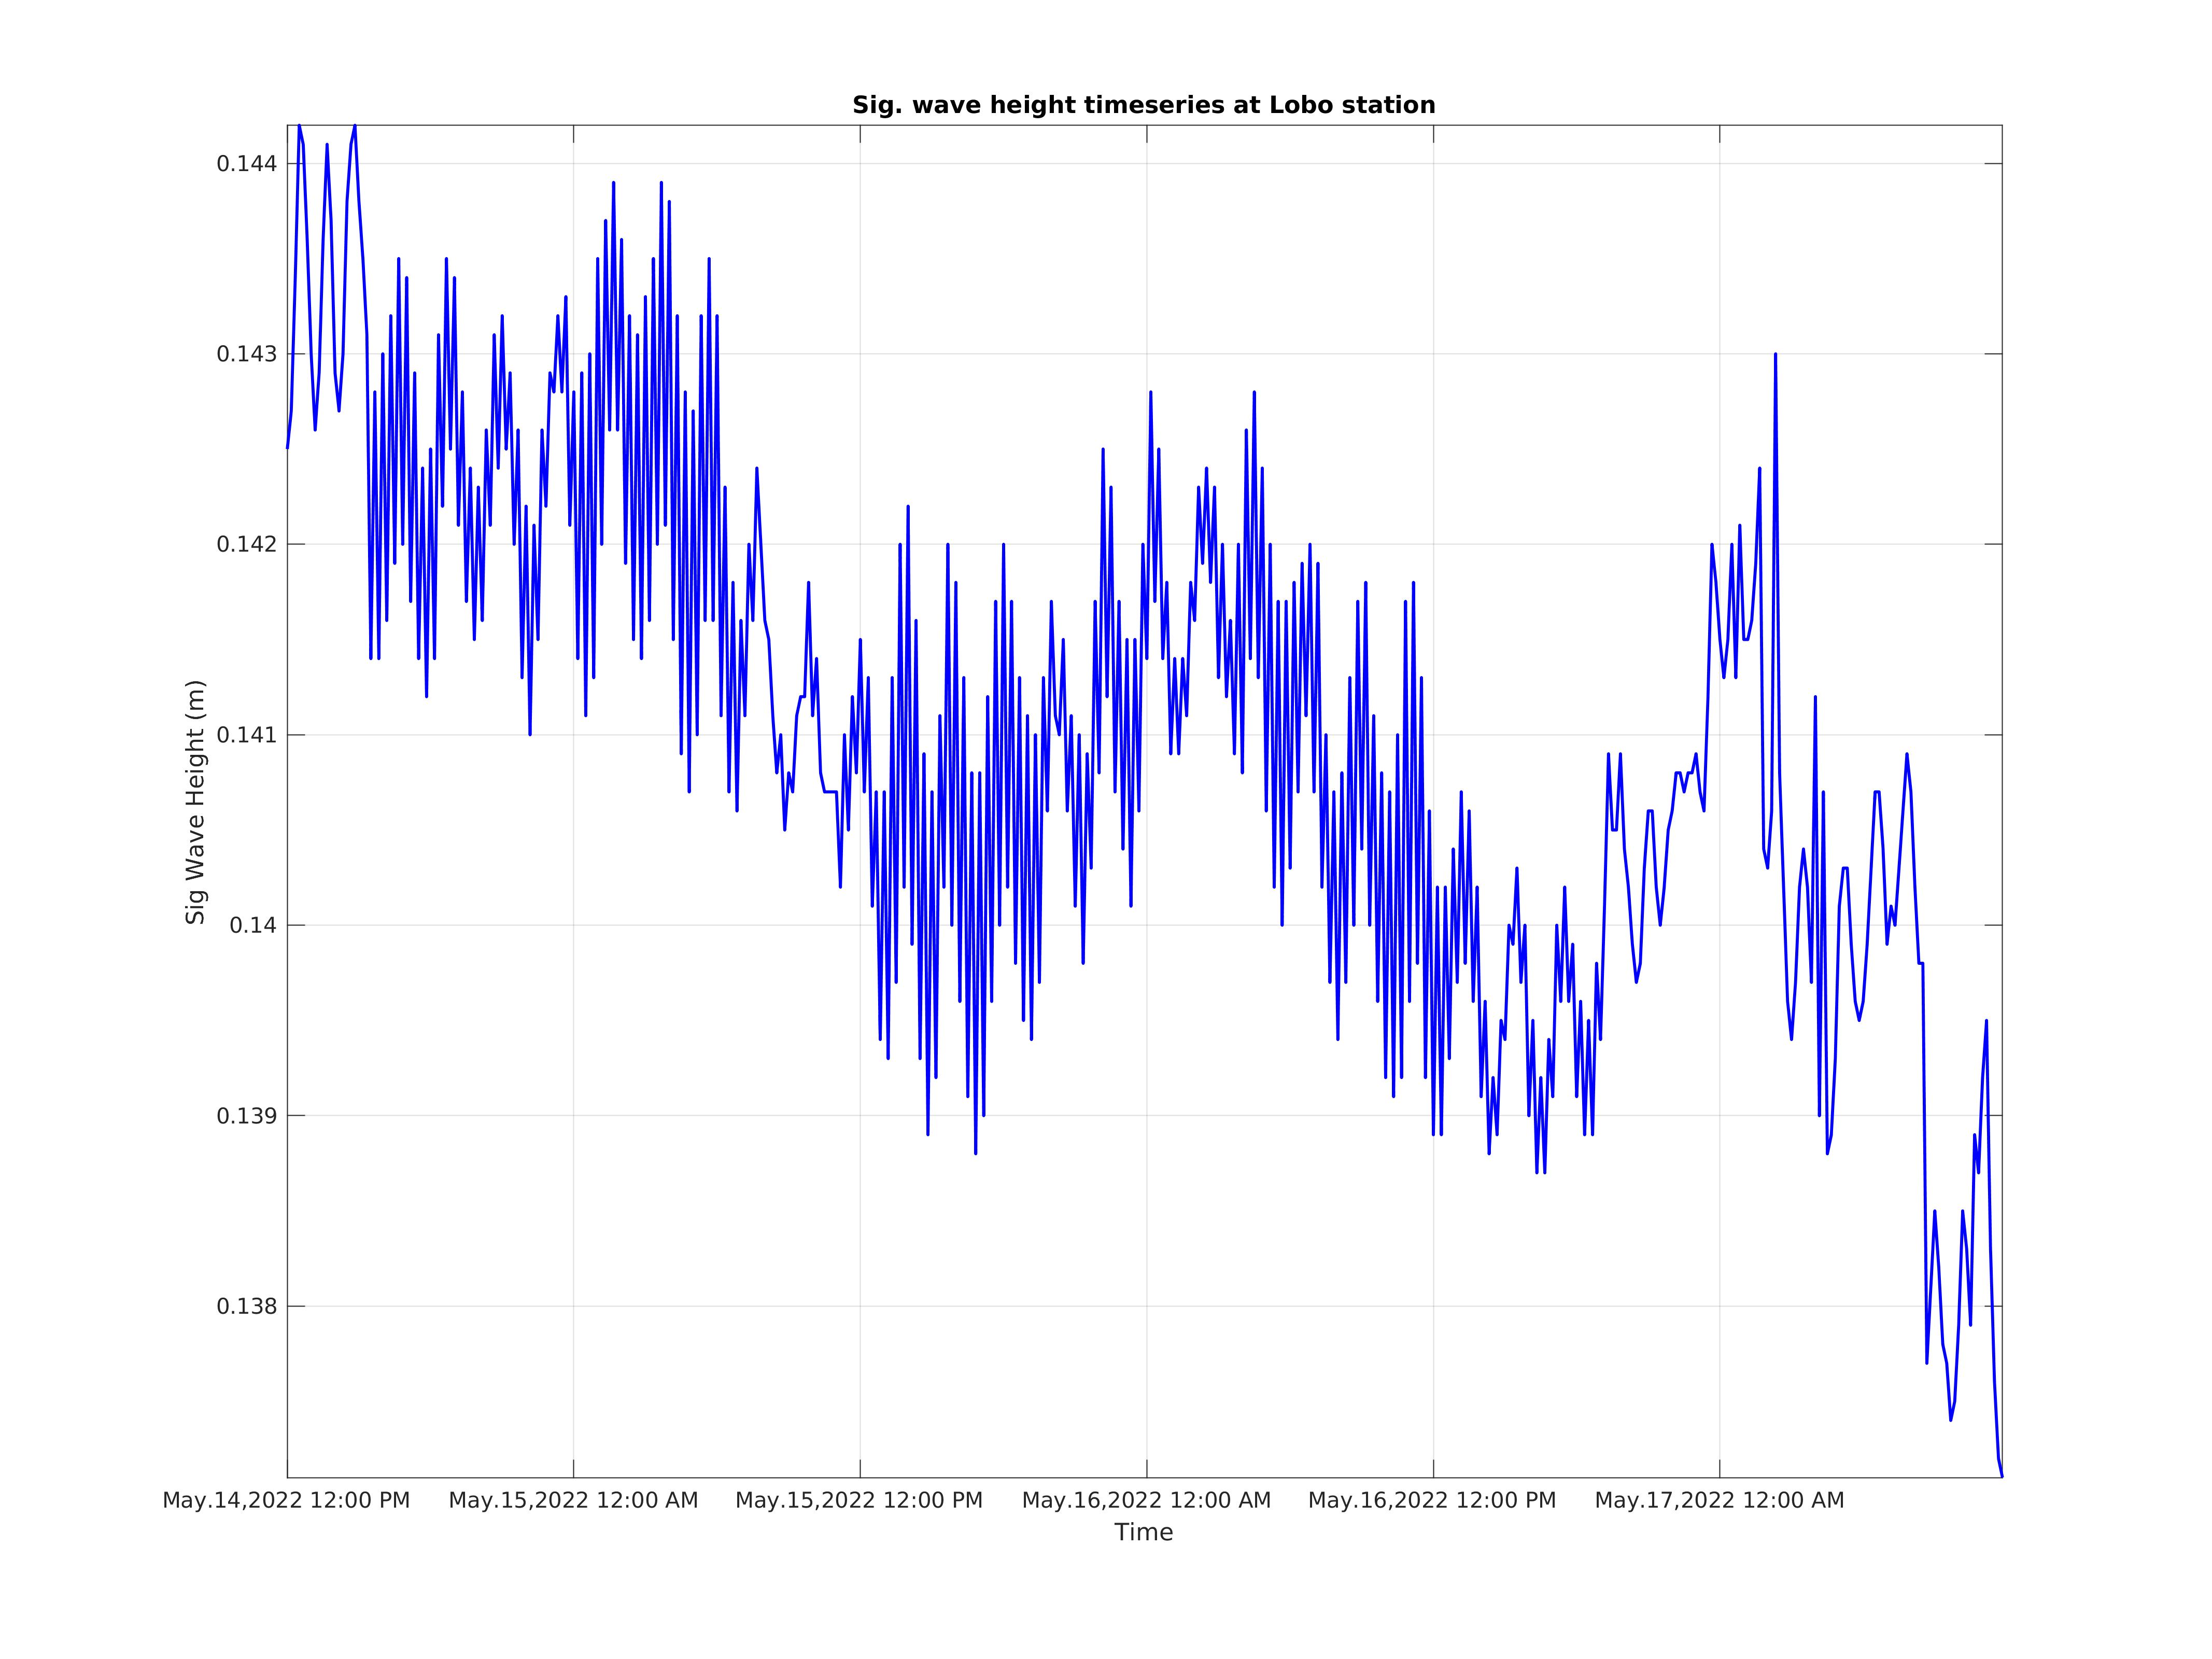 Sig. wave height timeseries at Lobo station
0.144
0.143
0.142
0.141
0.14
0.139
0.138
Sig Wave Height (m)
May.14,2022 12:00 PM May.15,2022 12:00 AM May.15,2022 12:00 PM May.16,2022 12:00 AM May.16,2022 12:00 PM May.17,2022 12:00 AM
Time